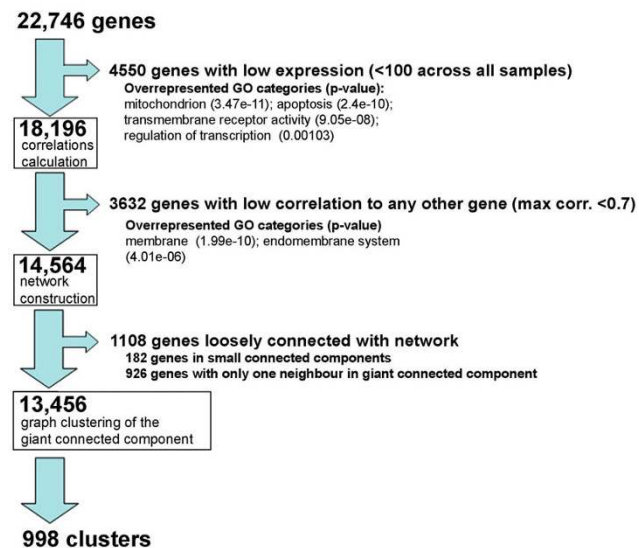 22,746 genes
4550 genes with low expression (<100 across all samples)
Overrepresented GO categories (p-value):
mitochondrion (3.47e-11); apoptosis (2.4e-10);
transmembrane receptor activity (9.05e-08);
regulation of transcription (0.00103)
18,196
correlations
calculation
3632 genes with low correlation to any other gene (max corr. <0.7)
Overrepresented GO categories (p-value)
membrane (1.99e-10); endomembrane system
(4.01e-06)
14,564
network
construction
1108 genes loosely connected with network
182 genes in small connected components
926 genes with only one neighbour in giant connected component
13,456
graph clustering of the
giant connected component
998 clusters